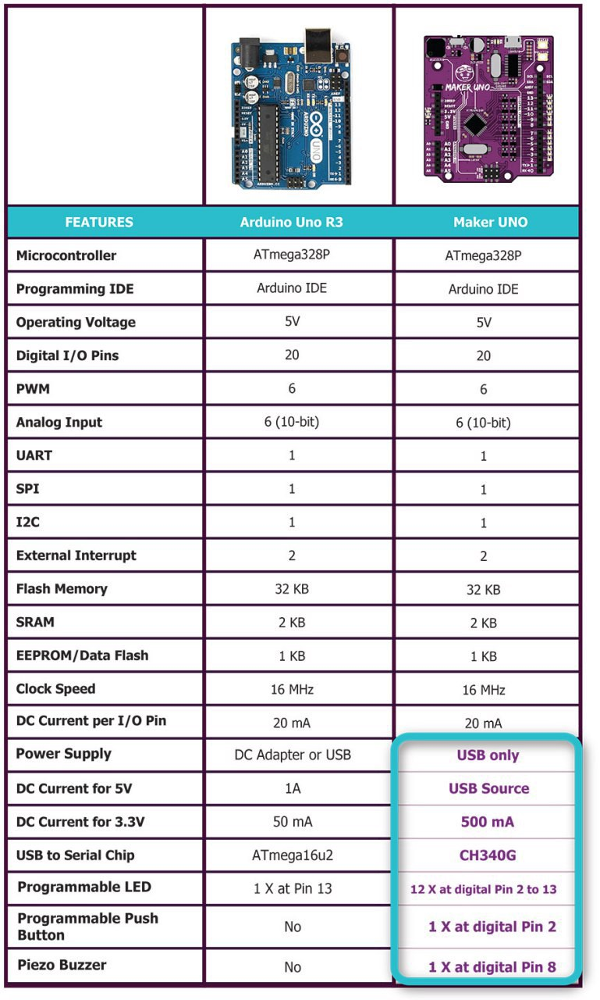 ARDUINO
UNO
MAKER UNO
FEATURES Arduino Uno R3 Maker UNO
Microcontroller ATmega328P ATmega328P
Programming IDE Arduino IDE Arduino IDE
Operating Voltage 5V 5V
Digital I/O Pins 20 20
PWM 6 6
Analog Input 6 (10-bit) 6 (10-bit)
UART 1 1
SPI 1 1
I2C 1 1
External Interrupt 2 2
Flash Memory 32 KB 32 KB
SRAM 2 KB 2 KB
EEPROM/Data Flash 1 KB 1 KB
Clock Speed 16 MHz 16 MHz
DC Current per I/O Pin 20 mA 20 mA
Power Supply DC Adapter or USB USB only
DC Current for 5V 1A USB Source
DC Current for 3.3V 50 mA 500 mA
USB to Serial Chip ATmega16u2 CH340G
Programmable LED 1 X at Pin 13 12 X at digital Pin 2 to 13
Programmable Push
Button No 1 X at digital Pin 2
Piezo Buzzer No 1 X at digital Pin 8